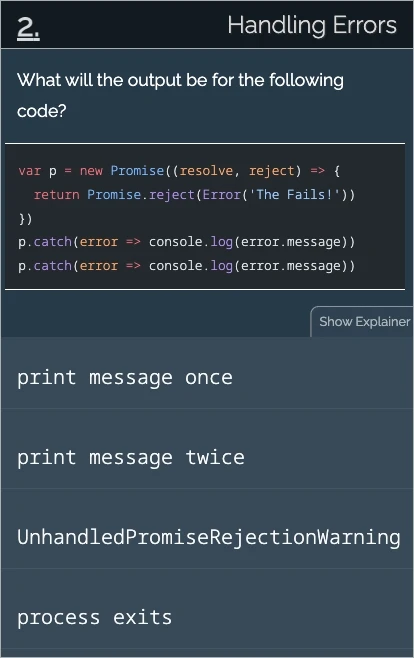 2.
Handling Errors
What will the output be for the following
code?
var p = new Promise((resolve, reject) => {
  return Promise.reject(Error('The Fails!'))
})
p.catch(error => console.log(error.message))
p.catch(error => console.log(error.message))
Show Explainer
print message once
print message twice
UnhandledPromiseRejectionWarning
process exits